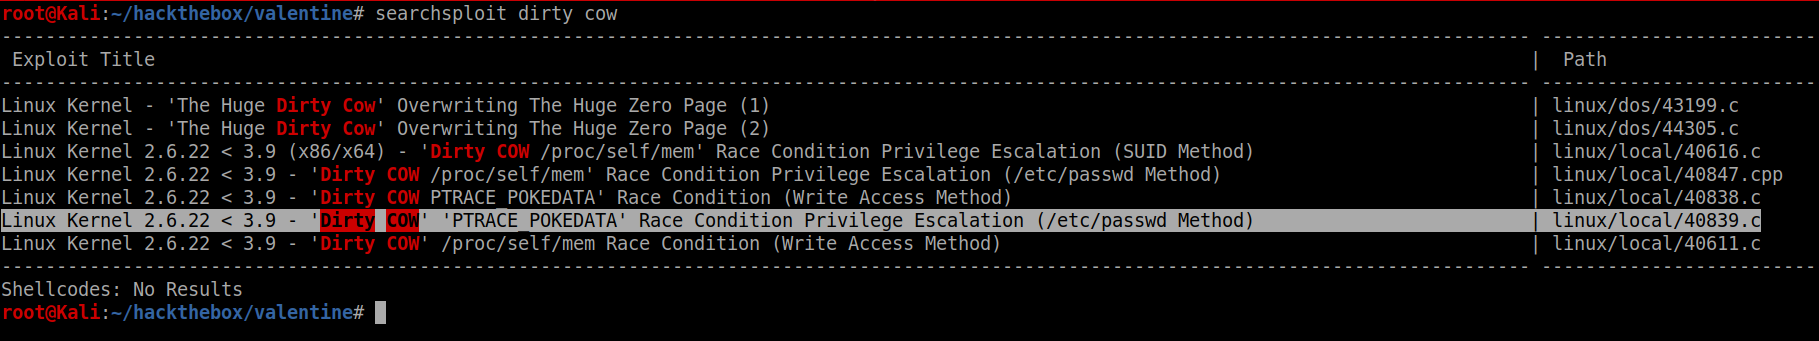 root@Kali:~/hackthebox/valentine# searchsploit dirty cow
------------------------------------------------------------------------------------------------------------------------------------------- -------------------------
 Exploit Title | Path
------------------------------------------------------------------------------------------------------------------------------------------- -------------------------
Linux Kernel - 'The Huge Dirty Cow' Overwriting The Huge Zero Page (1) | linux/dos/43199.c
Linux Kernel - 'The Huge Dirty Cow' Overwriting The Huge Zero Page (2) | linux/dos/44305.c
Linux Kernel 2.6.22 < 3.9 (x86/x64) - 'Dirty COW /proc/self/mem' Race Condition Privilege Escalation (SUID Method) | linux/local/40616.c
Linux Kernel 2.6.22 < 3.9 - 'Dirty COW /proc/self/mem' Race Condition Privilege Escalation (/etc/passwd Method) | linux/local/40847.cpp
Linux Kernel 2.6.22 < 3.9 - 'Dirty COW PTRACE_POKEDATA' Race Condition (Write Access Method) | linux/local/40838.c
Linux Kernel 2.6.22 < 3.9 - 'Dirty COW' 'PTRACE_POKEDATA' Race Condition Privilege Escalation (/etc/passwd Method) | linux/local/40839.c
Linux Kernel 2.6.22 < 3.9 - 'Dirty COW' /proc/self/mem Race Condition (Write Access Method) | linux/local/40611.c
------------------------------------------------------------------------------------------------------------------------------------------- -------------------------
Shellcodes: No Results
root@Kali:~/hackthebox/valentine#